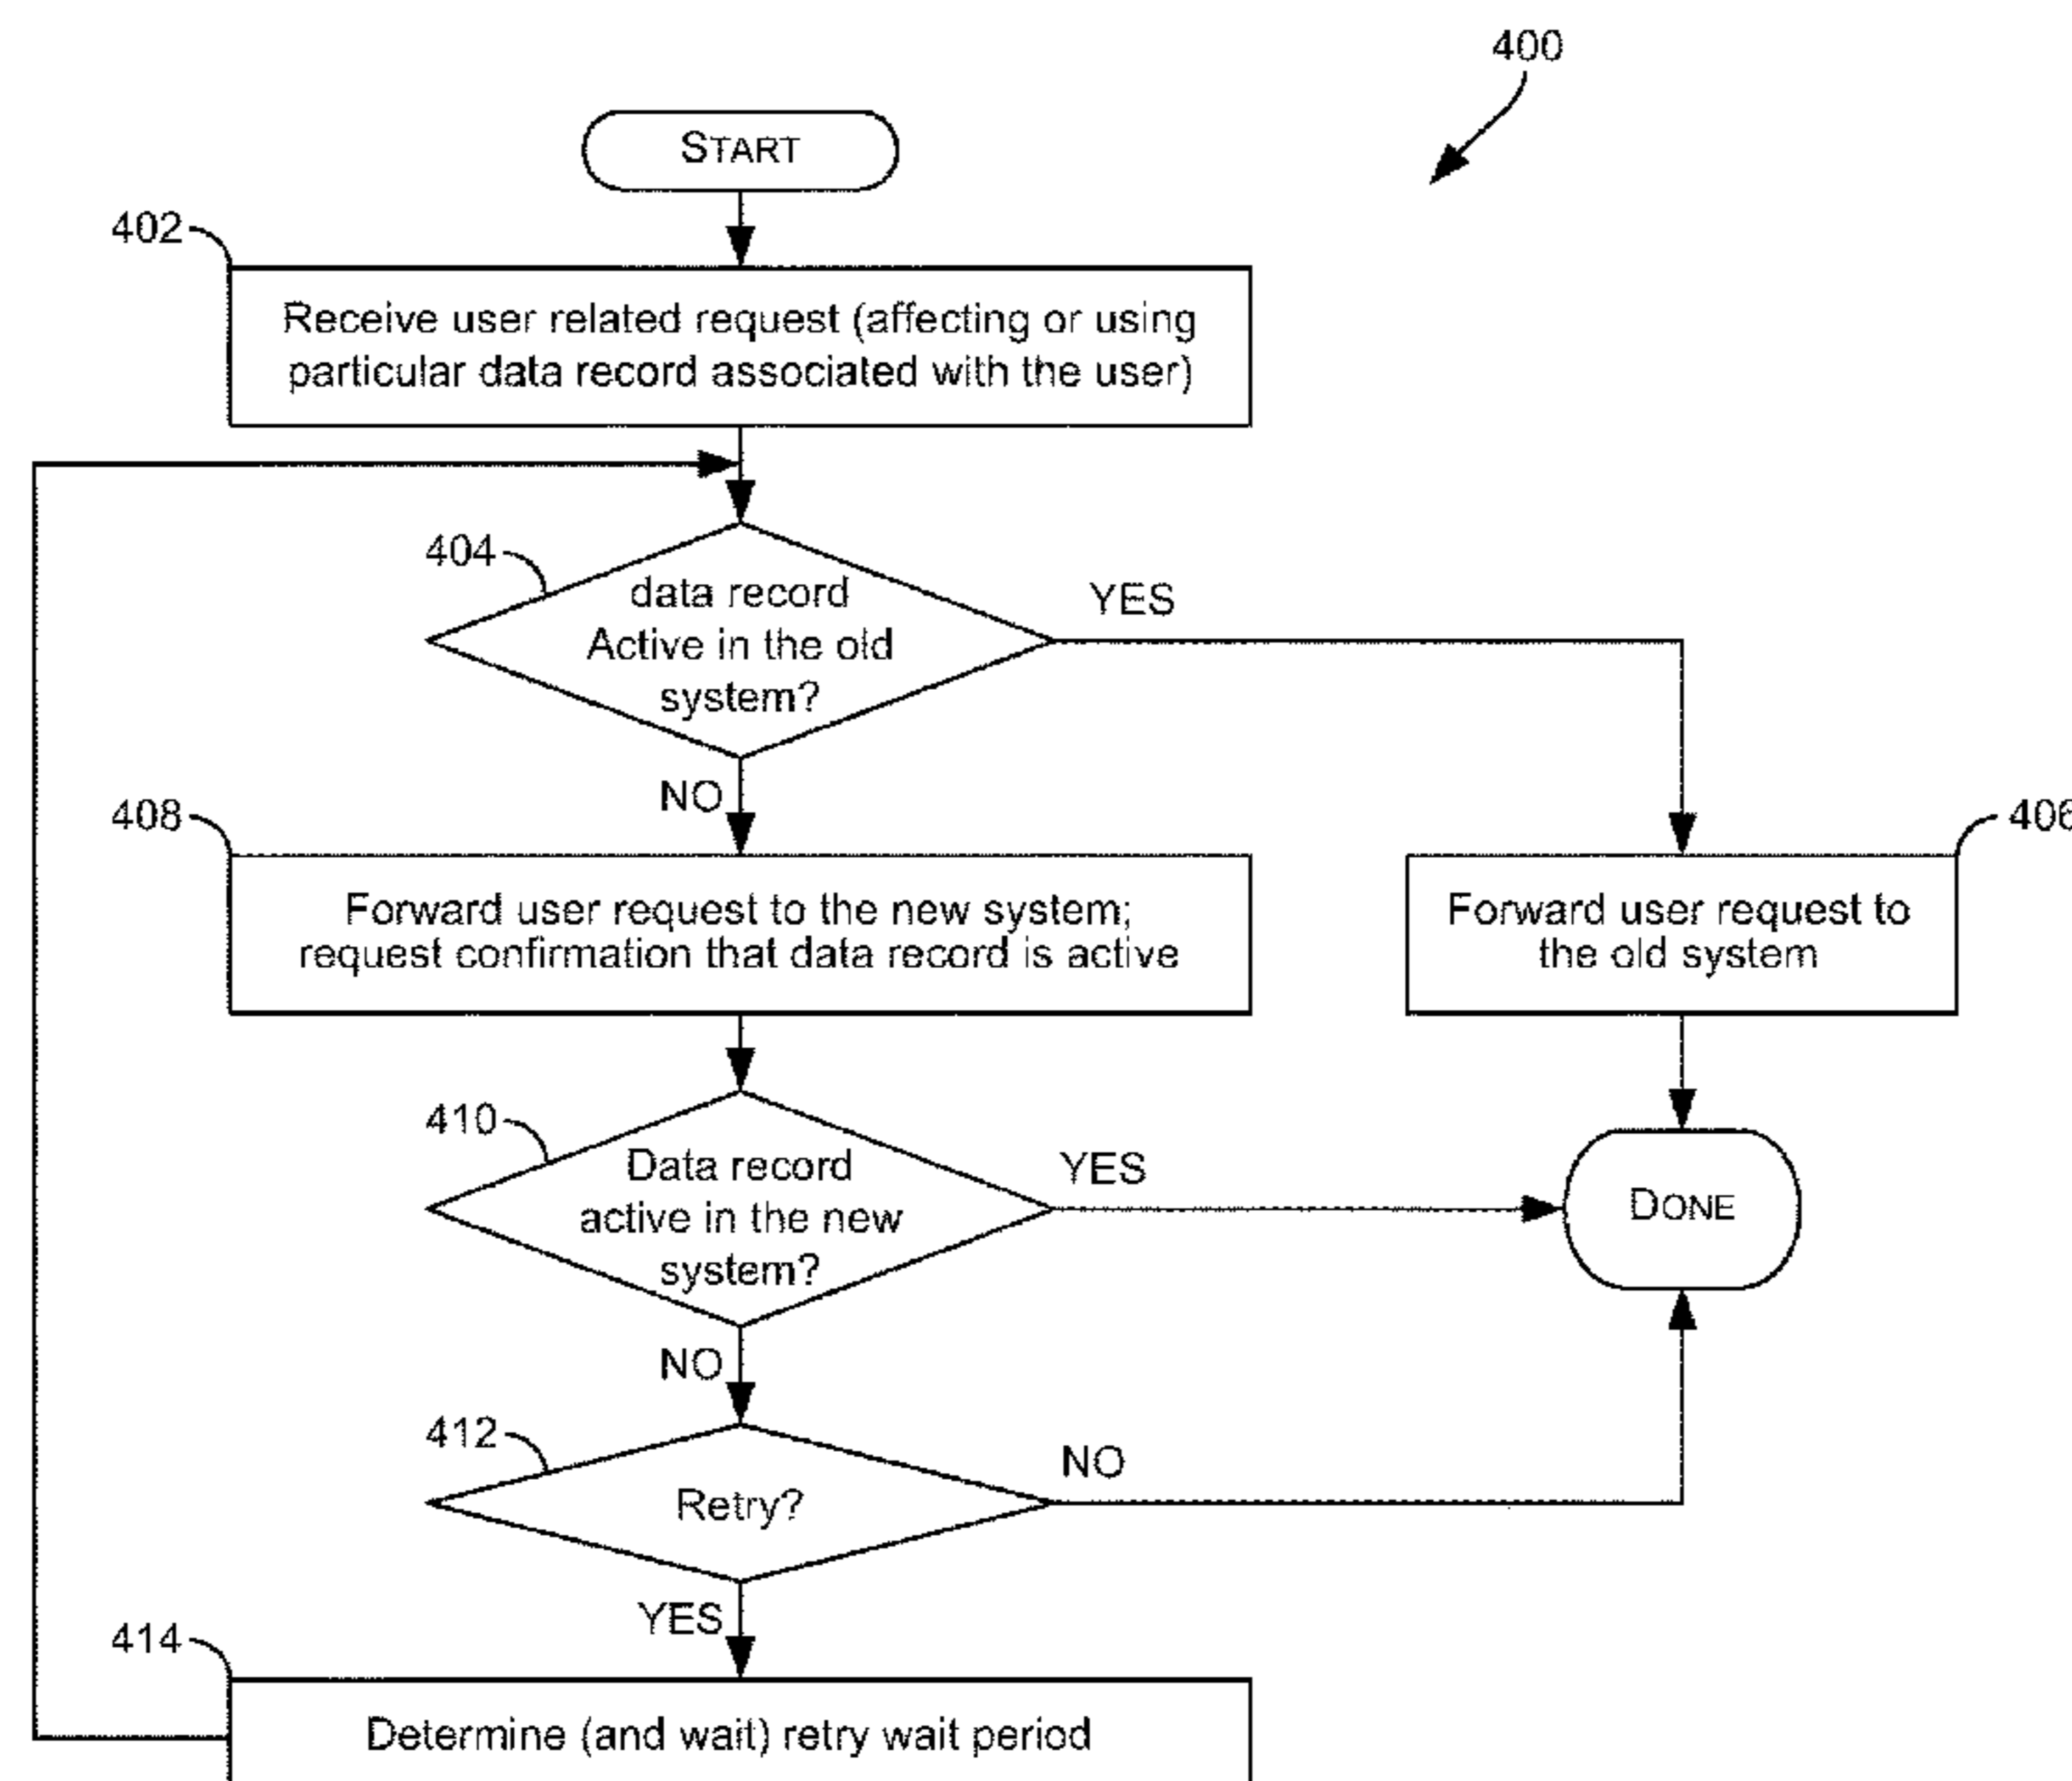 400
START
402
Receive user related request (affecting or using
particular data record associated with the user)
404
data record
Active in the old
system?
YES
NO
408
Forward user request to the new system;
request confirmation that data record is active
406
Forward user request to
the old system
410
Data record
active in the new
system?
YES
DONE
NO
412
Retry?
NO
YES
414
Determine (and wait) retry wait period